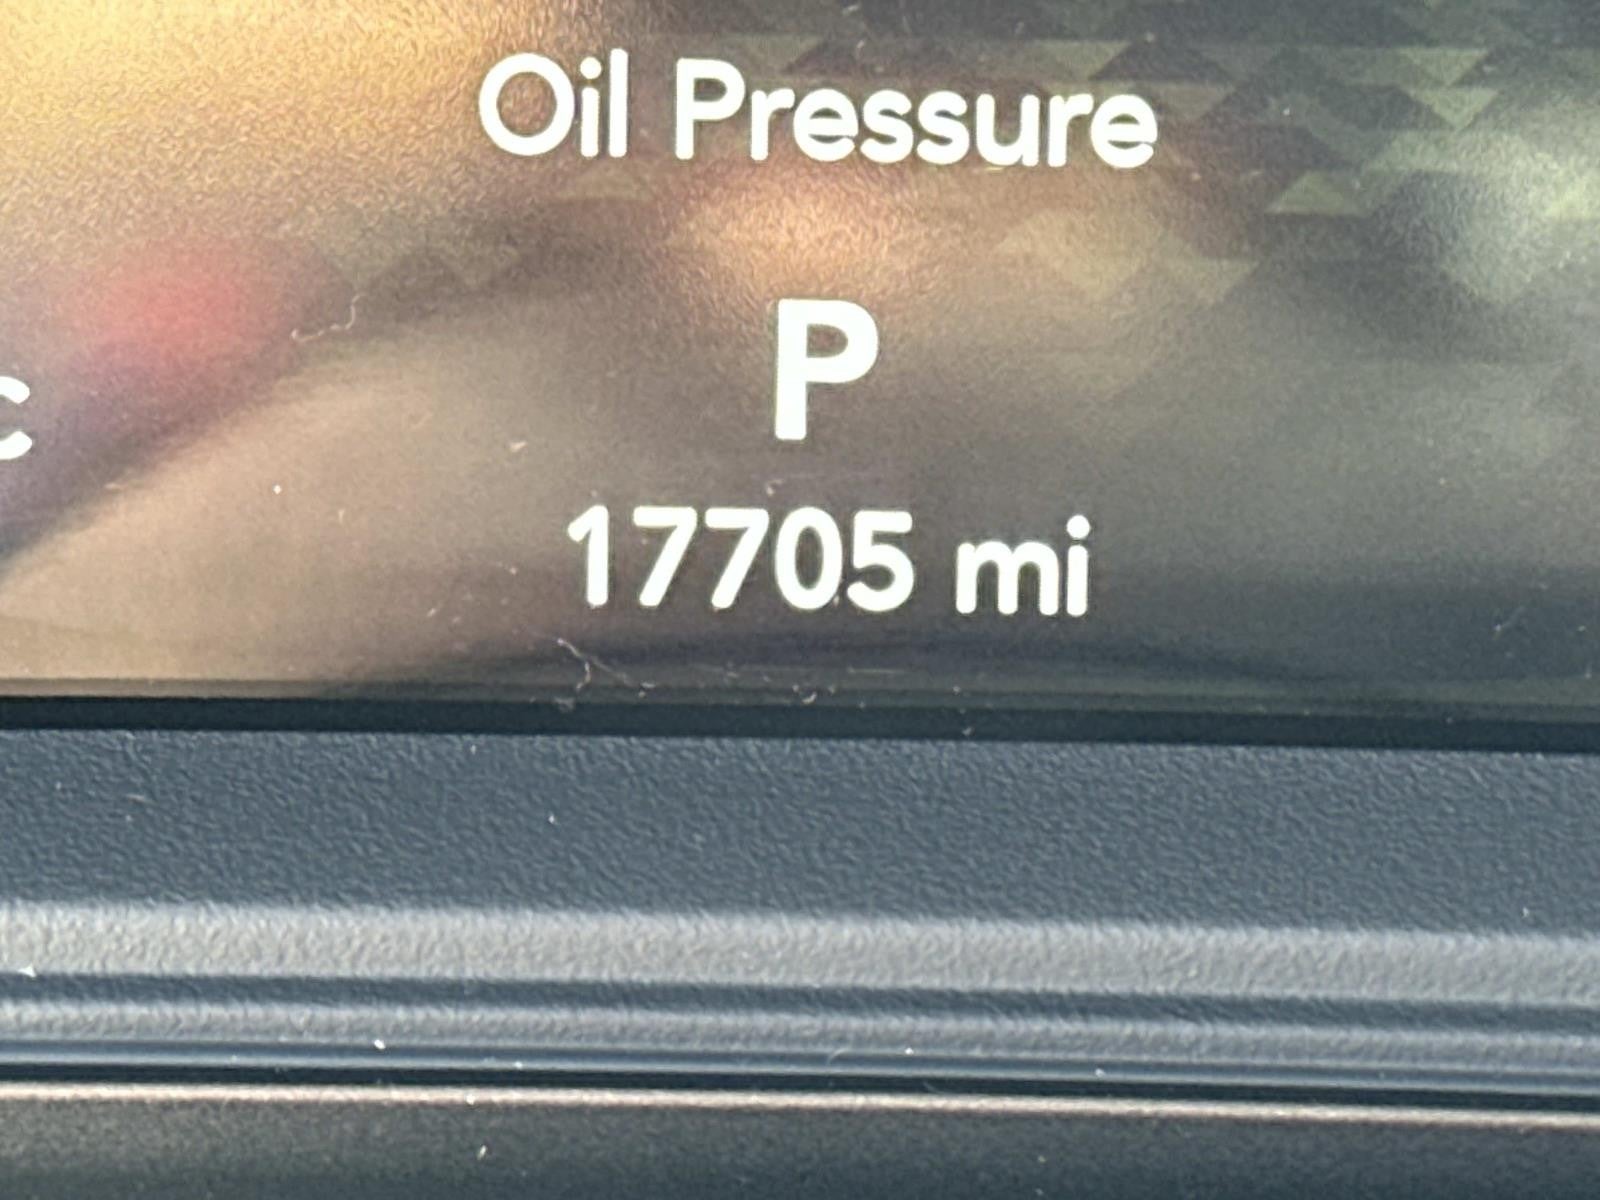 Oil Pressure
P
17705 mi